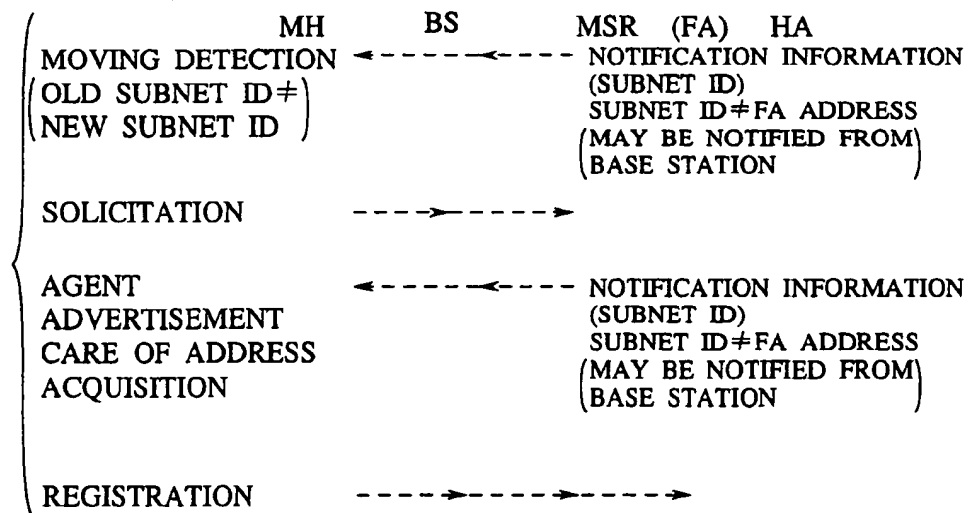 MH BS MSR (FA) HA
MOVING DETECTION NOTIFICATION INFORMATION
(OLD SUBNET ID≠ (SUBNET ID)
NEW SUBNET ID) SUBNET ID≠FA ADDRESS
(MAY BE NOTIFIED FROM
BASE STATION)
SOLICITATION
AGENT NOTIFICATION INFORMATION
ADVERTISEMENT (SUBNET ID)
CARE OF ADDRESS SUBNET ID≠FA ADDRESS
ACQUISITION (MAY BE NOTIFIED FROM
BASE STATION)
REGISTRATION